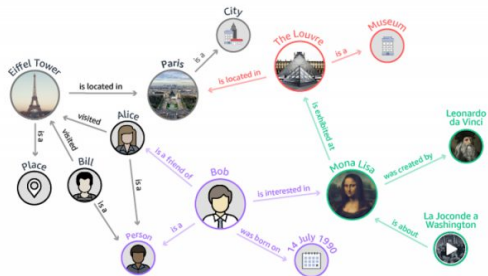 City
is a
Museum
is a
The Louvre
Paris
is located in
Eiffel Tower
is located in
Alice
visited
is exhibited at
Leonardo
da Vinci
was created by
is a
visited
Bill
is a friend of
Place
Bob
Mona Lisa
is interested in
is a
is a
La Joconde à
Washington
is about
Person
is a
was born on
14 July 1990